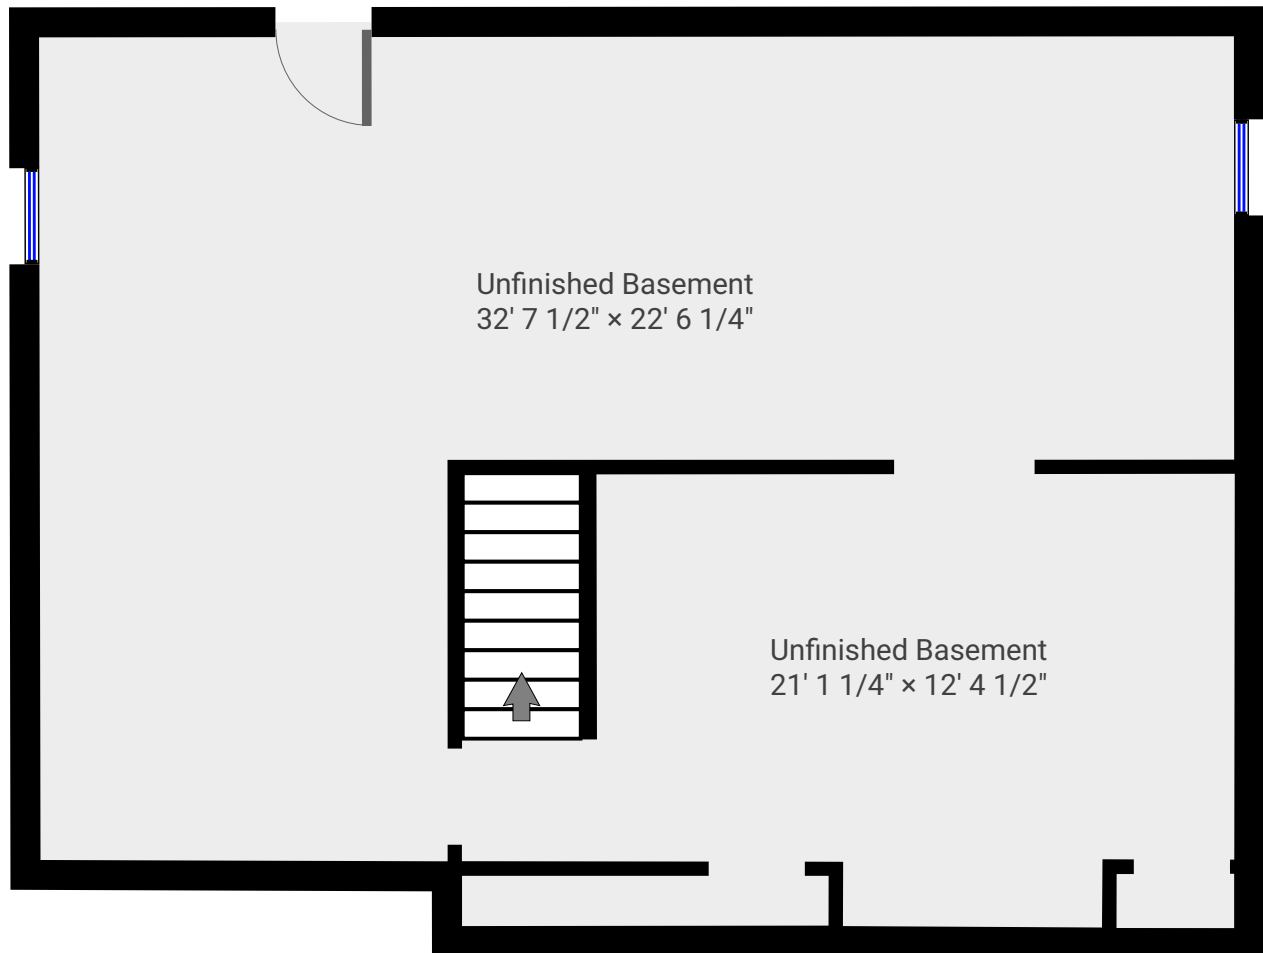 Unfinished Basement
32' 7 1/2" × 22' 6 1/4"
Unfinished Basement
21' 1 1/4" × 12' 4 1/2"